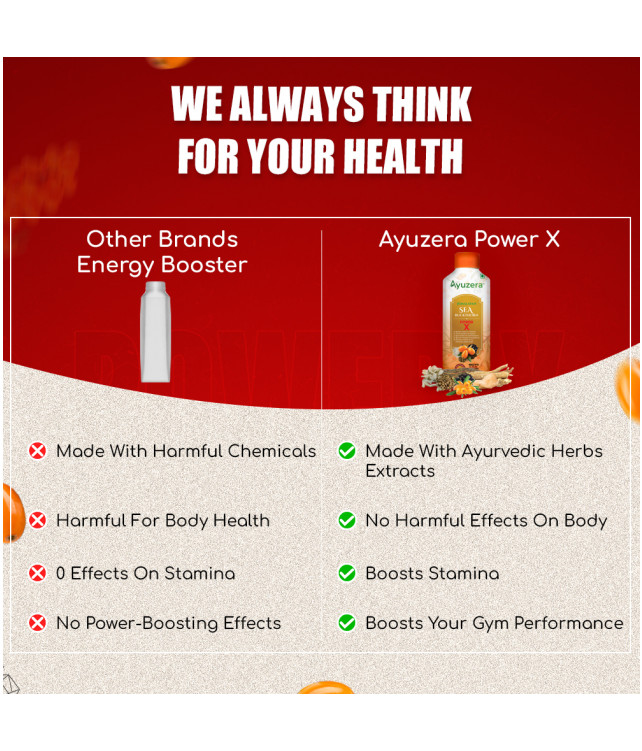 WE ALWAYS THINK
FOR YOUR HEALTH
Other Brands
Energy Booster
Ayuzera Power X
Ayuzera
SEA
Made With Harmful Chemicals
Made With Ayurvedic Herbs
Extracts
Harmful For Body Health
No Harmful Effects On Body
0 Effects On Stamina
Boosts Stamina
No Power-Boosting Effects
Boosts Your Gym Performance